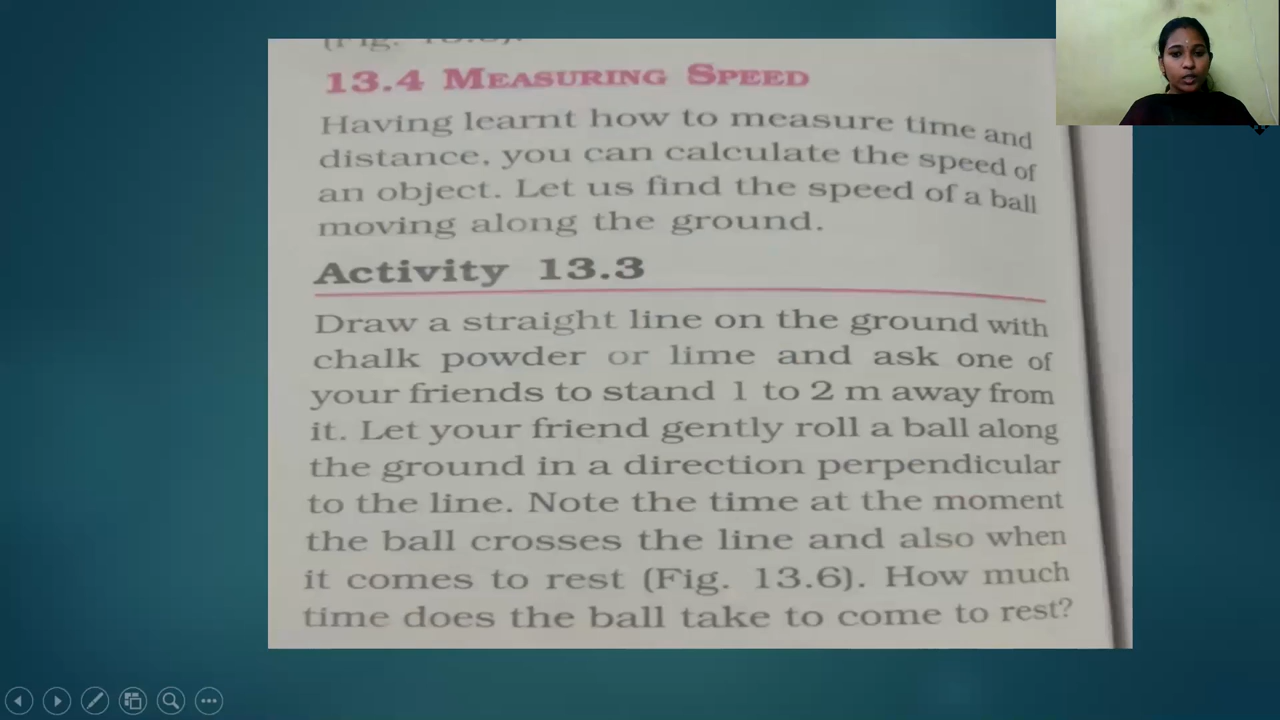 13.4 MEASURING SPEED
Having learnt how to measure time and
distance, you can calculate the speed of
an object. Let us find the speed of a ball
moving along the ground.
Activity 13.3
Draw a straight line on the ground with
chalk powder or lime and ask one of
your friends to stand 1 to 2 m away from
it. Let your friend gently roll a ball along
the ground in a direction perpendicular
to the line. Note the time at the moment
the ball crosses the line and also when
it comes to rest (Fig. 13.6). How much
time does the ball take to come to rest?